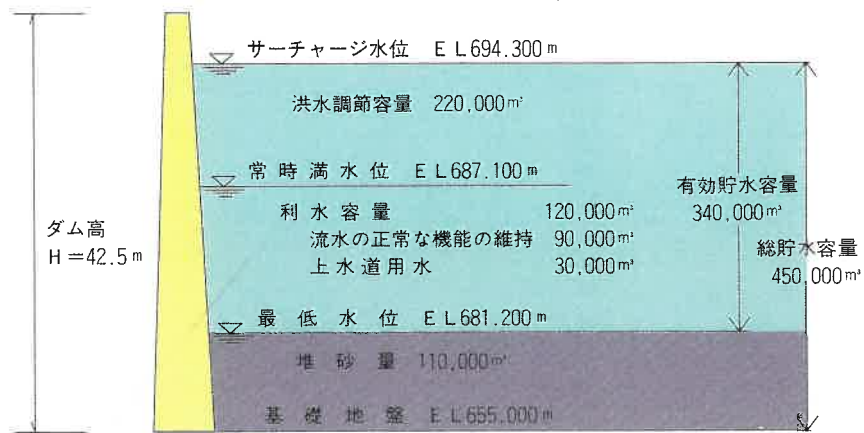 サーチャージ水位 EL694.300m
洪水調節容量 220,000m³
常時満水位 EL687.100m
有効貯水容量
340,000m³
利水容量 120,000m³
流水の正常な機能の維持 90,000m³
上水道用水 30,000m³
ダム高
H=42.5m
総貯水容量
450,000m³
最低水位 EL681.200m
堆砂量 110,000m³
基礎地盤 EL655.000m